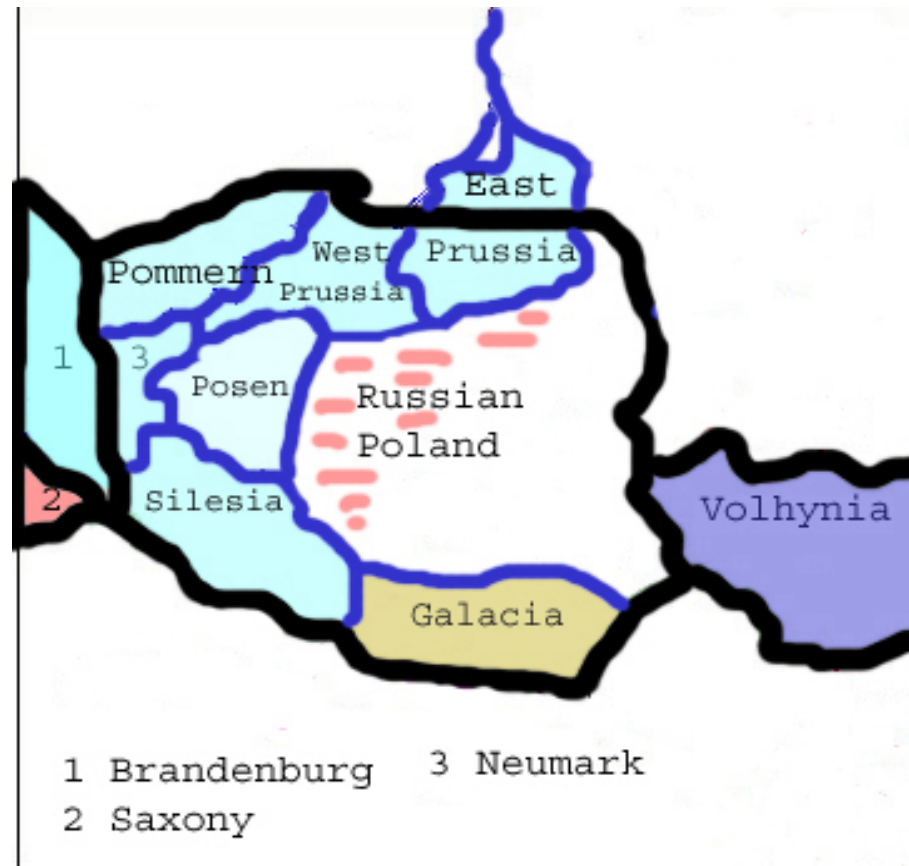 East
West
Prussia
Prussia
Pommern
1
3
Posen
Russian
Poland
2
Silesia
Volhynia
Galacia
1 Brandenburg
3 Neumark
2 Saxony